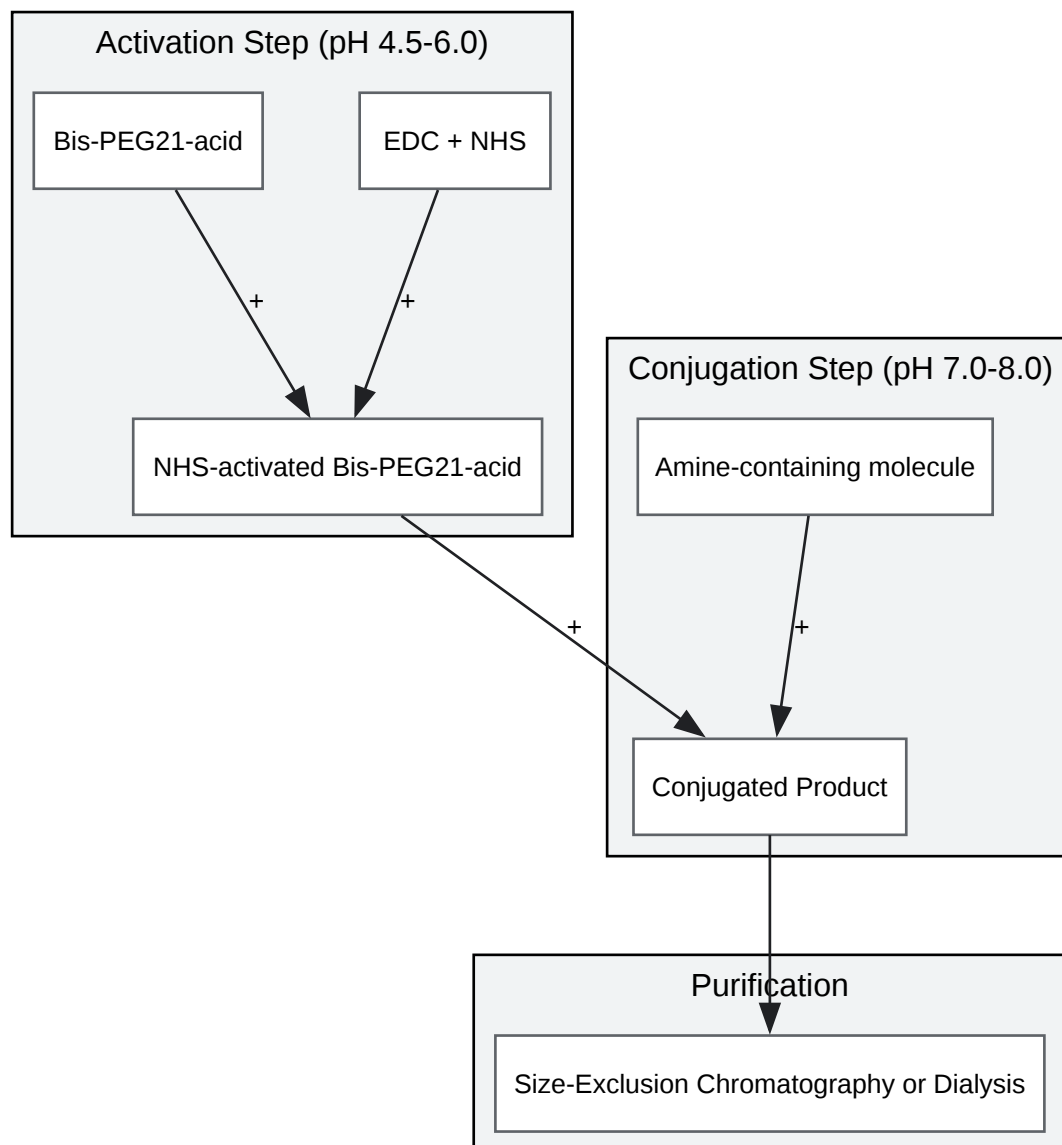 Activation Step (pH 4.5-6.0)
Bis-PEG21-acid
EDC + NHS
+
+
NHS-activated Bis-PEG21-acid
Conjugation Step (pH 7.0-8.0)
Amine-containing molecule
+
+
Conjugated Product
Purification
Size-Exclusion Chromatography or Dialysis